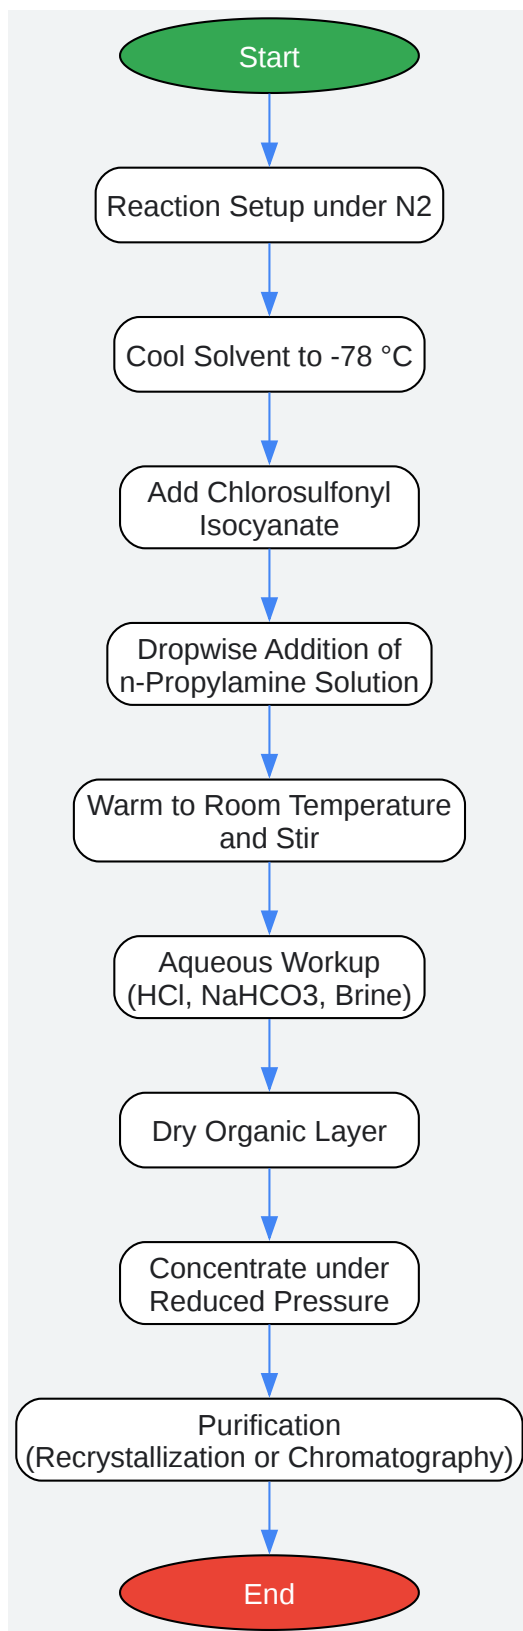 Start
Reaction Setup under N2
Cool Solvent to -78 °C
Add Chlorosulfonyl
Isocyanate
Dropwise Addition of
n-Propylamine Solution
Warm to Room Temperature
and Stir
Aqueous Workup
(HCl, NaHCO3, Brine)
Dry Organic Layer
Concentrate under
Reduced Pressure
Purification
(Recrystallization or Chromatography)
End